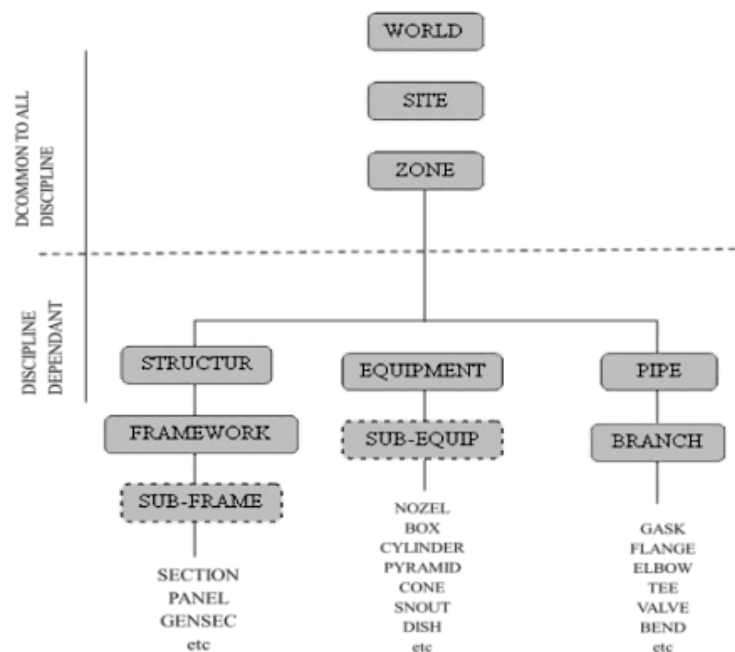 WORLD
SITE
ZONE
DCOMMON TO ALL
DISCIPLINE
DISCIPLINE
DEPENDANT
STRUCTUR
FRAMEWORK
SUB-FRAME
SECTION
PANEL
GENSEC
etc
EQUIPMENT
SUB-EQUIP
NOZEL
BOX
CYLINDER
PYRAMID
CONE
SNOUT
DISH
etc
PIPE
BRANCH
GASK
FLANGE
ELBOW
TEE
VALVE
BEND
etc